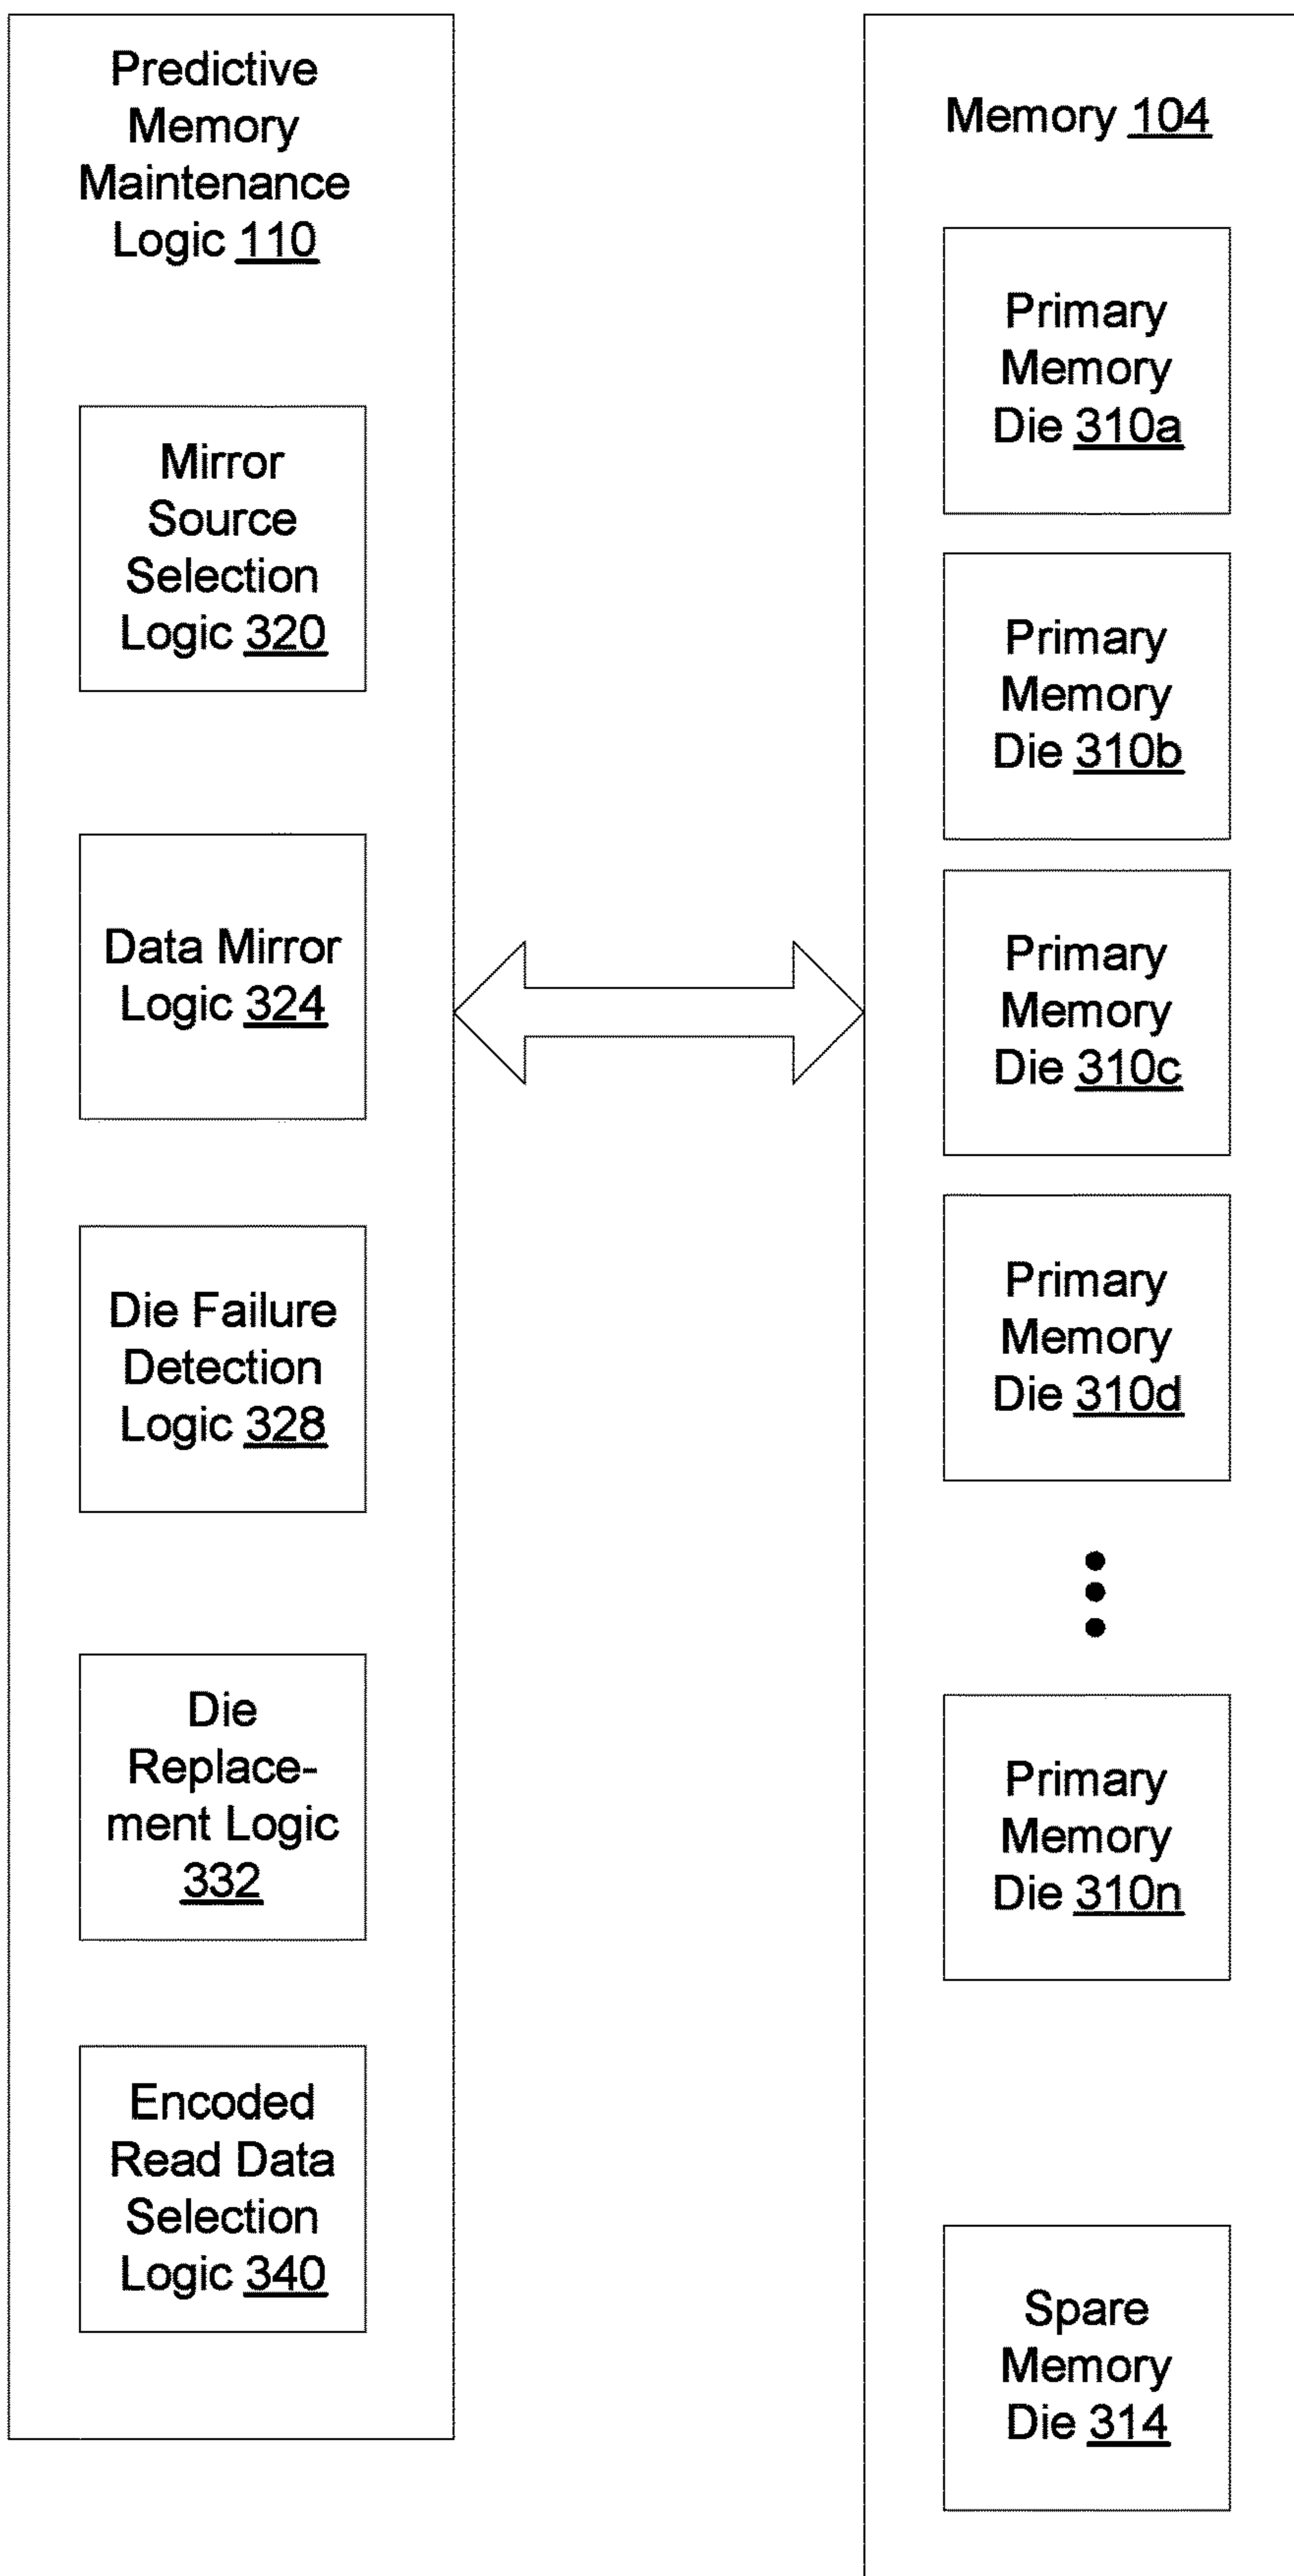 Predictive
Memory
Maintenance
Logic 110
Mirror
Source
Selection
Logic 320
Data Mirror
Logic 324
Die Failure
Detection
Logic 328
Die
Replace-
ment Logic
332
Encoded
Read Data
Selection
Logic 340
Memory 104
Primary
Memory
Die 310a
Primary
Memory
Die 310b
Primary
Memory
Die 310c
Primary
Memory
Die 310d
Primary
Memory
Die 310n
Spare
Memory
Die 314